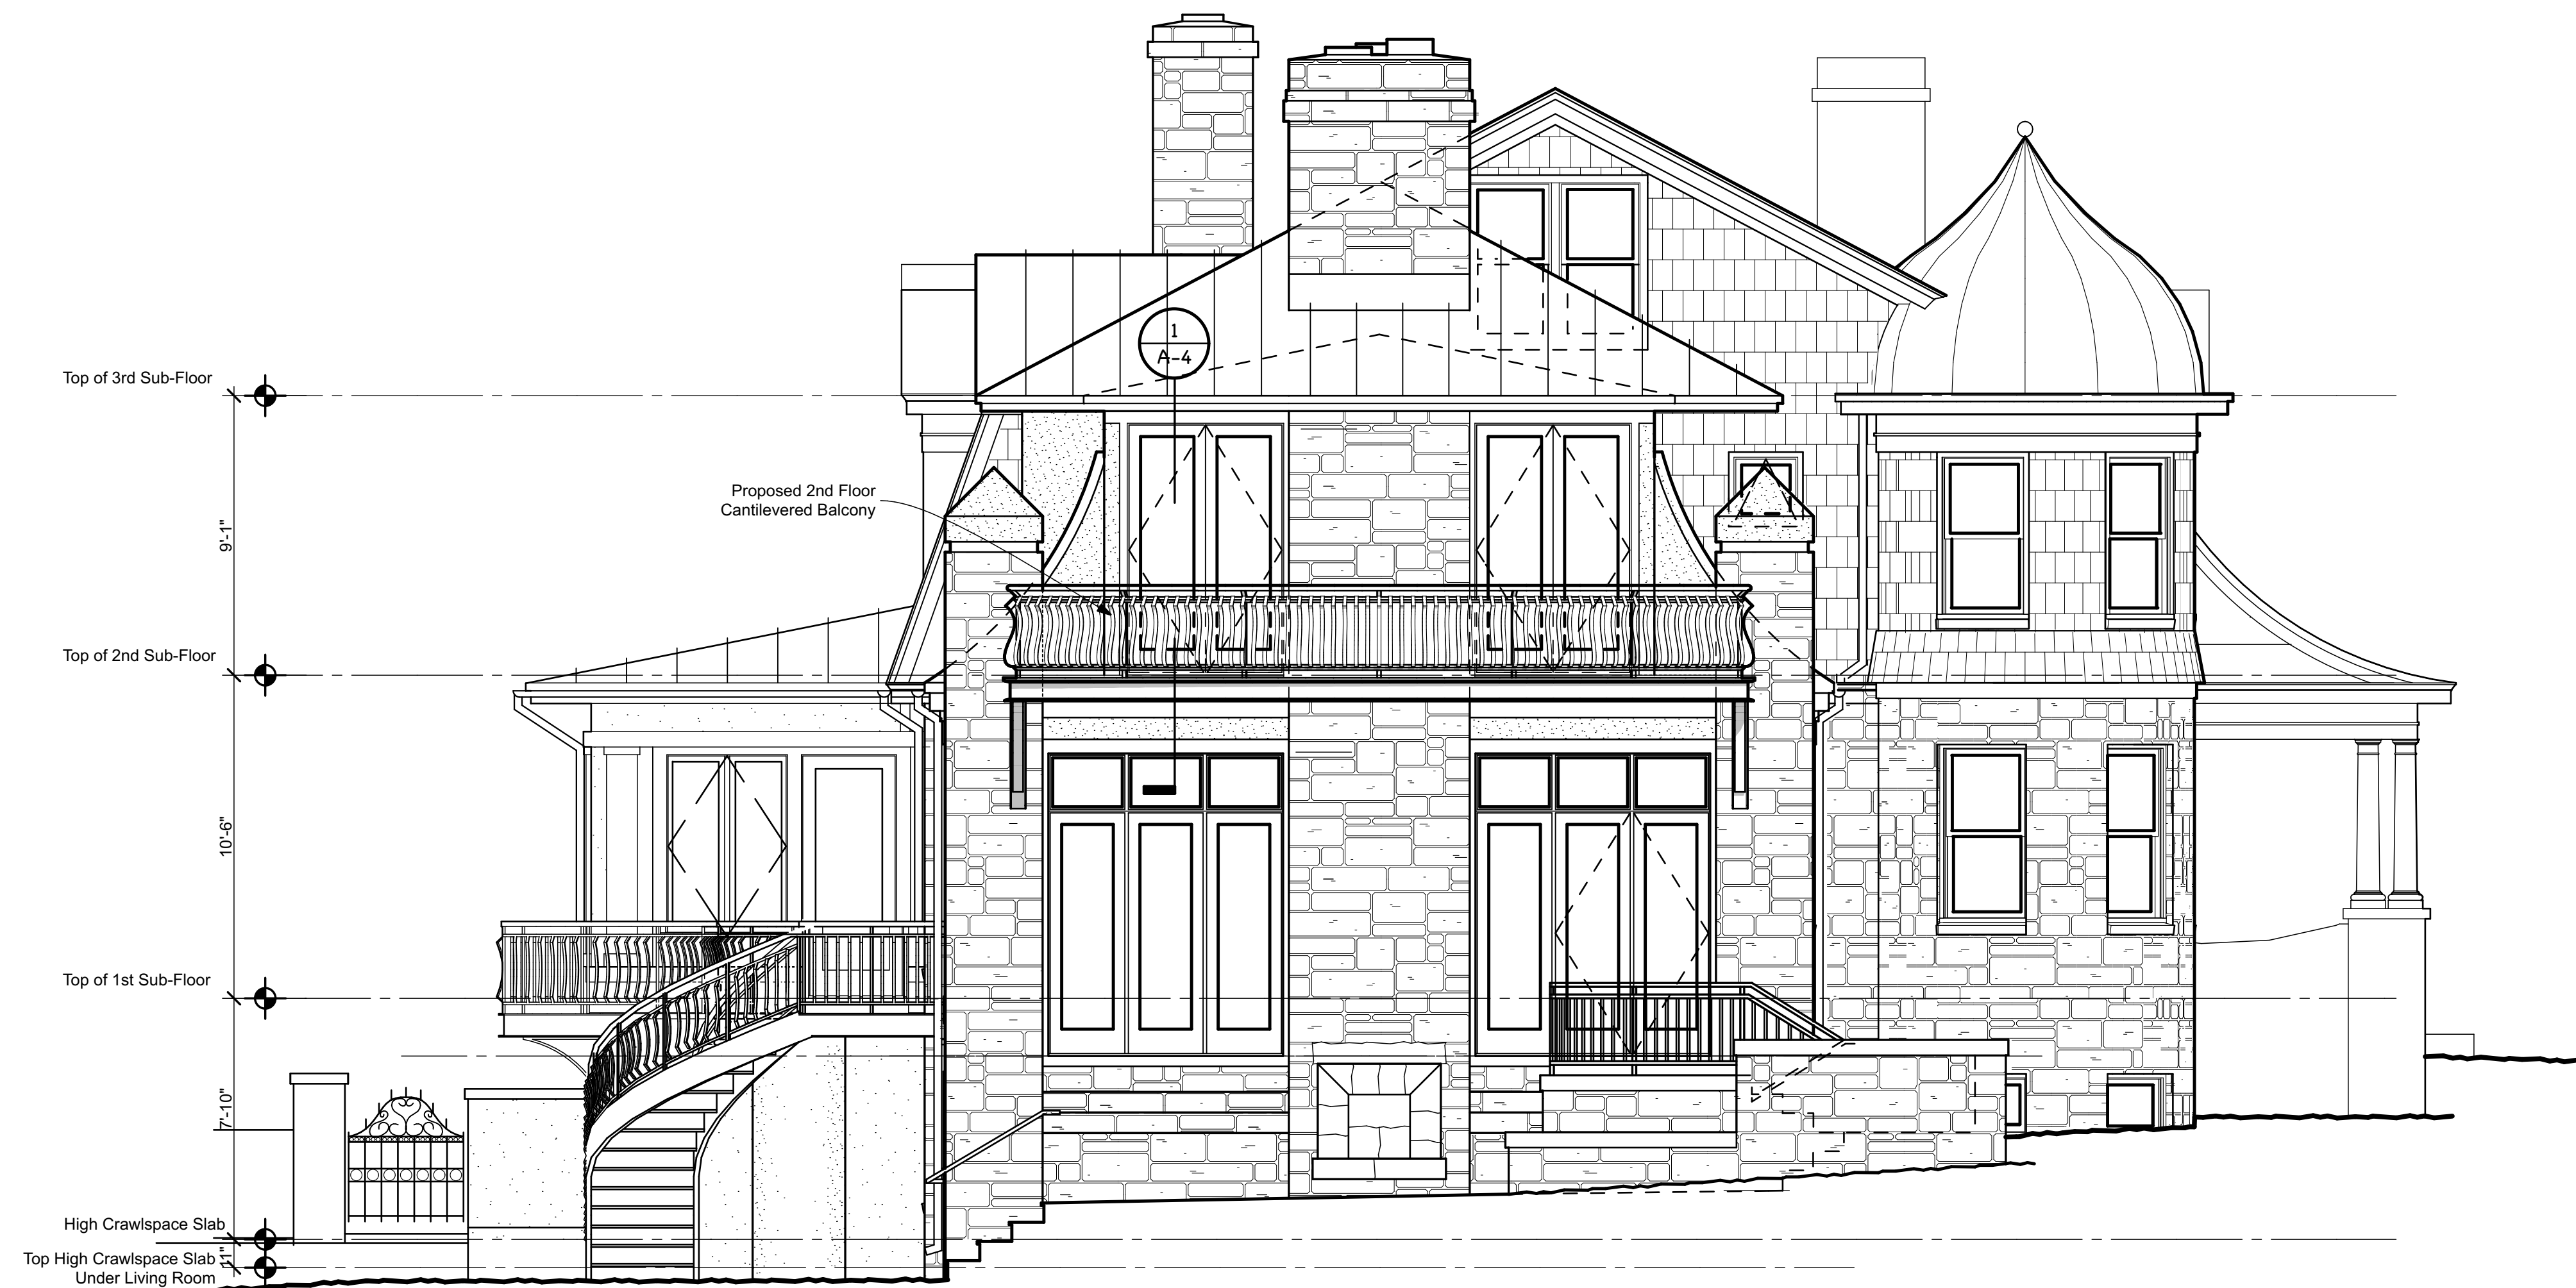 1
A-4
Top of 3rd Sub-Floor
Proposed 2nd Floor
Cantilevered Balcony
9'-1"
Top of 2nd Sub-Floor
10'-6"
Top of 1st Sub-Floor
7'-10"
High Crawlspace Slab
Top High Crawlspace Slab
Under Living Room
11"